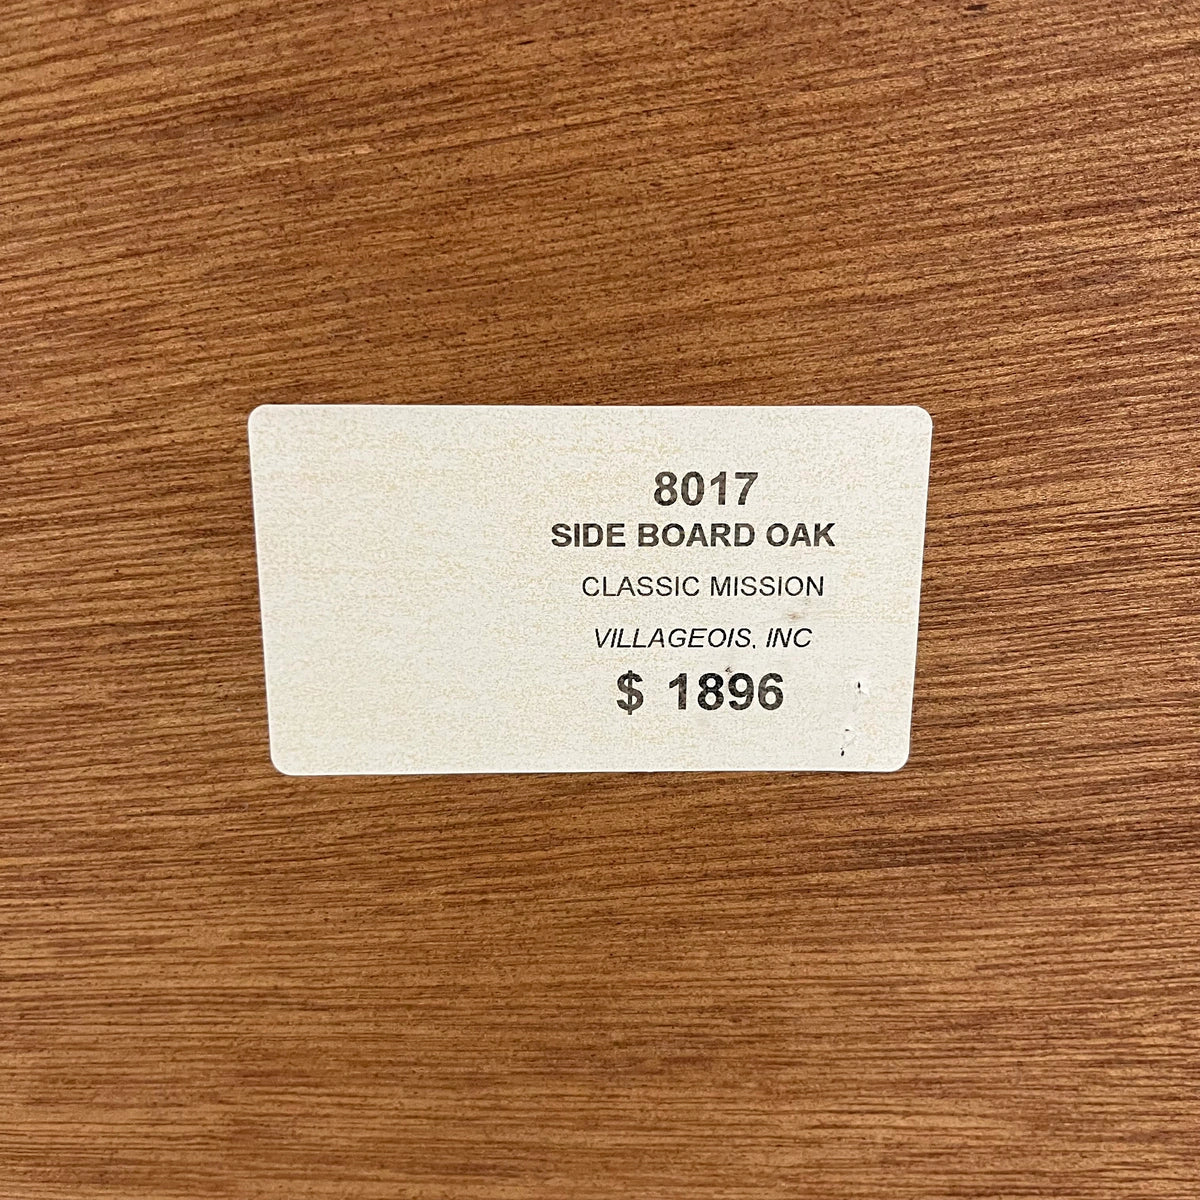 8017
SIDE BOARD OAK
CLASSIC MISSION
VILLAGEOIS, INC
$ 1896